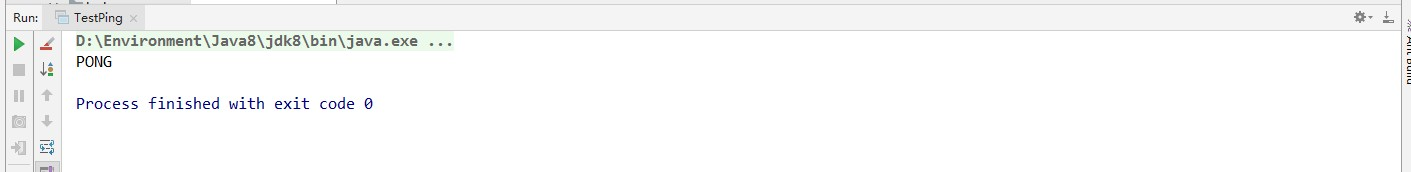 Run: TestPing
D:\Environment\Java8\jdk8\bin\java.exe ...
PONG
Process finished with exit code 0